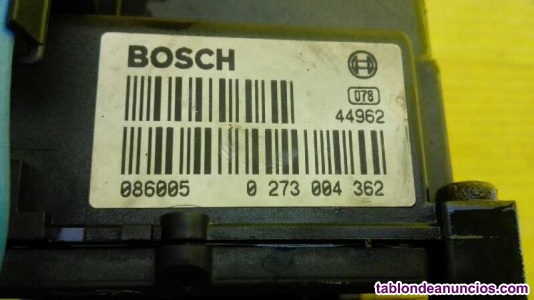 BOSCH
078
44962
086005 0 273 004 362
tablondeanuncios.com